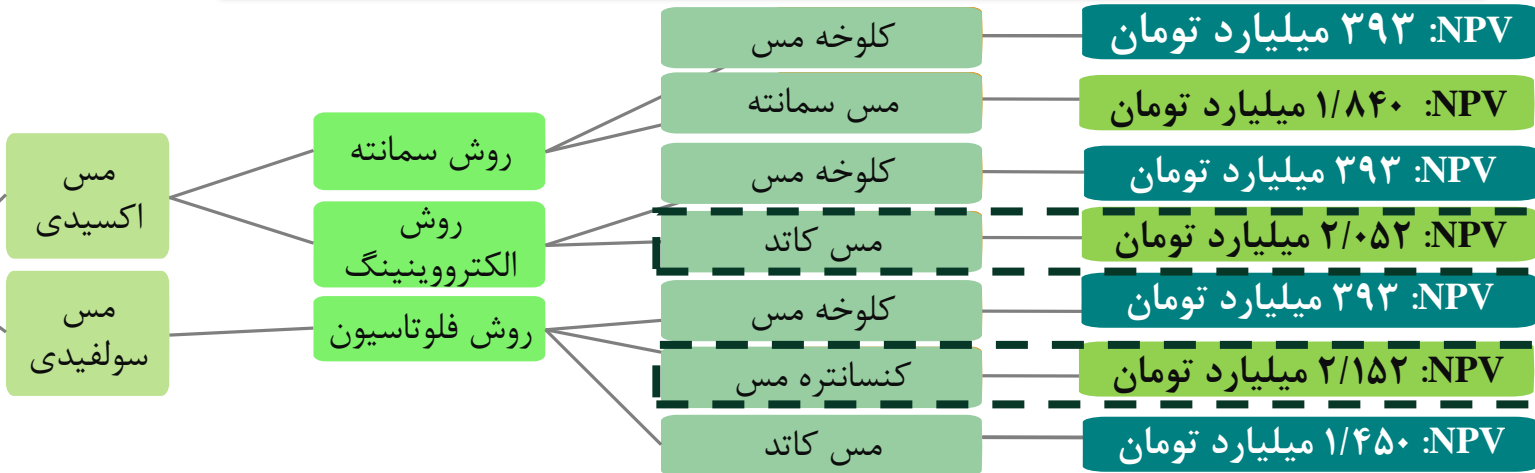 کلوخه مس
NPV: ۳۹۳ میلیارد تومان
مس سمانته
NPV: ۱/۸۴۰ میلیارد تومان
روش سمانته
مس
اکسیدی
کلوخه مس
NPV: ۳۹۳ میلیارد تومان
روش
الکترووینینگ
مس کاتد
NPV: ۲/۰۵۲ میلیارد تومان
مس
سولفیدی
روش فلوتاسیون
کلوخه مس
NPV: ۳۹۳ میلیارد تومان
کنسانتره مس
NPV: ۲/۱۵۲ میلیارد تومان
مس کاتد
NPV: ۱/۴۵۰ میلیارد تومان